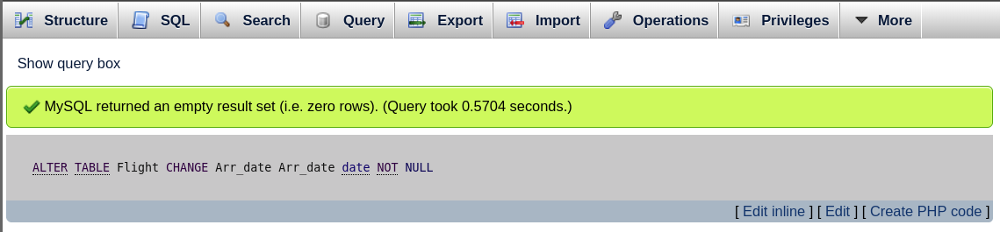 Structure SQL Search Query Export Import Operations Privileges More
Show query box
MySQL returned an empty result set (i.e. zero rows). (Query took 0.5704 seconds.)
ALTER TABLE Flight CHANGE Arr_date Arr_date date NOT NULL
[ Edit inline ] [ Edit ] [ Create PHP code ]